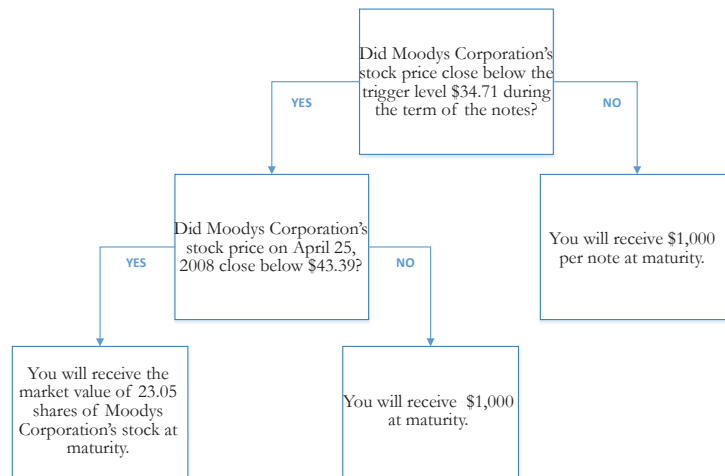 Did Moodys Corporation's
stock price close below the
trigger level $34.71 during
the term of the notes?
YES
NO
Did Moodys Corporation's
stock price on April 25,
2008 close below $43.39?
You will receive $1,000
per note at maturity.
YES
NO
You will receive the
market value of 23.05
shares of Moodys
Corporation's stock at
maturity.
You will receive $1,000
at maturity.